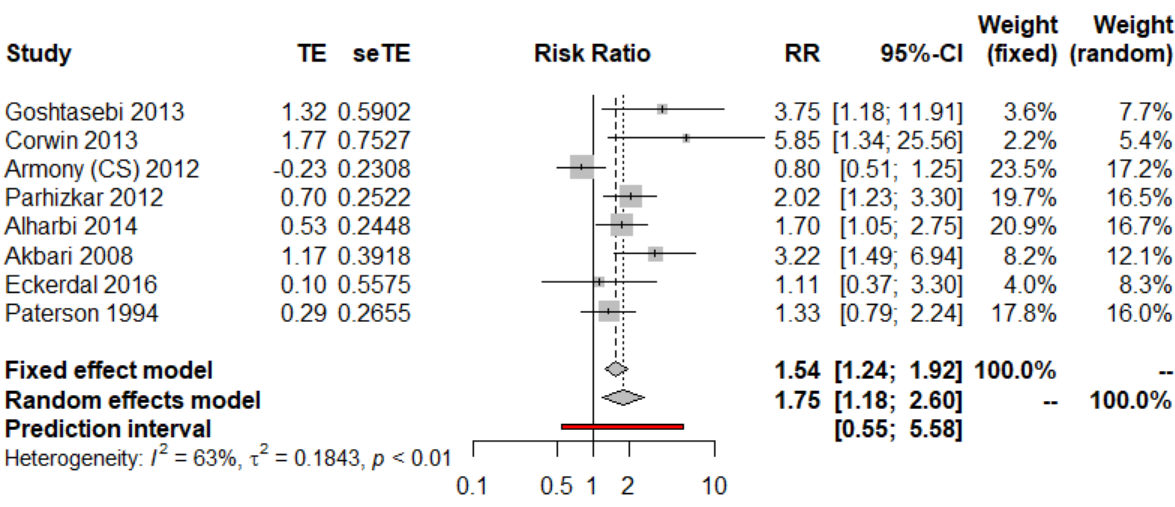 Weight Weight
Study TE seTE Risk Ratio RR 95%-CI (fixed) (random)
Goshtasebi 2013 1.32 0.5902 3.75 [1.18; 11.91] 3.6% 7.7%
Corwin 2013 1.77 0.7527 5.85 [1.34; 25.56] 2.2% 5.4%
Armony (CS) 2012 -0.23 0.2308 0.80 [0.51; 1.25] 23.5% 17.2%
Parhizkar 2012 0.70 0.2522 2.02 [1.23; 3.30] 19.7% 16.5%
Alharbi 2014 0.53 0.2448 1.70 [1.05; 2.75] 20.9% 16.7%
Akbari 2008 1.17 0.3918 3.22 [1.49; 6.94] 8.2% 12.1%
Eckerdal 2016 0.10 0.5575 1.11 [0.37; 3.30] 4.0% 8.3%
Paterson 1994 0.29 0.2655 1.33 [0.79; 2.24] 17.8% 16.0%
Fixed effect model 1.54 [1.24; 1.92] 100.0% --
Random effects model 1.75 [1.18; 2.60] -- 100.0%
Prediction interval [0.55; 5.58]
Heterogeneity: I² = 63%, τ² = 0.1843, p < 0.01
0.1 0.5 1 2 10